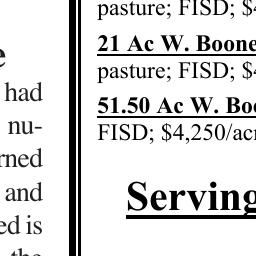 e
had
nu-
rned
and
ed is
the
pasture; FISD; $4
21 Ac W. Boone
pasture; FISD; $4
51.50 Ac W. Boo
FISD; $4,250/acr
Serving